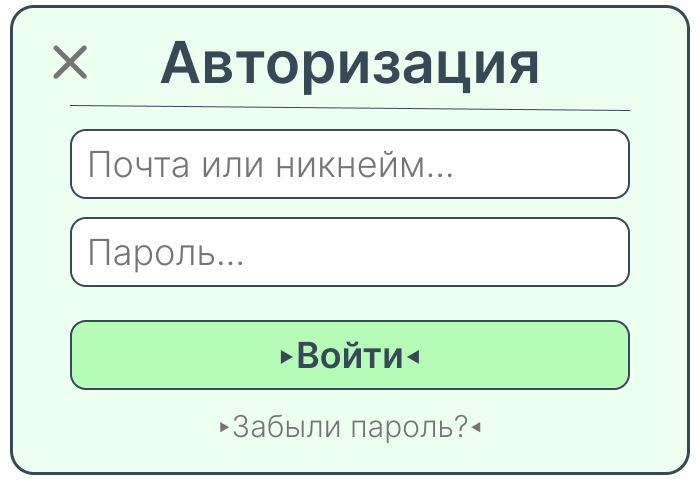 Авторизация
Почта или никнейм...
Пароль...
▸Войти◂
▸Забыли пароль?◂